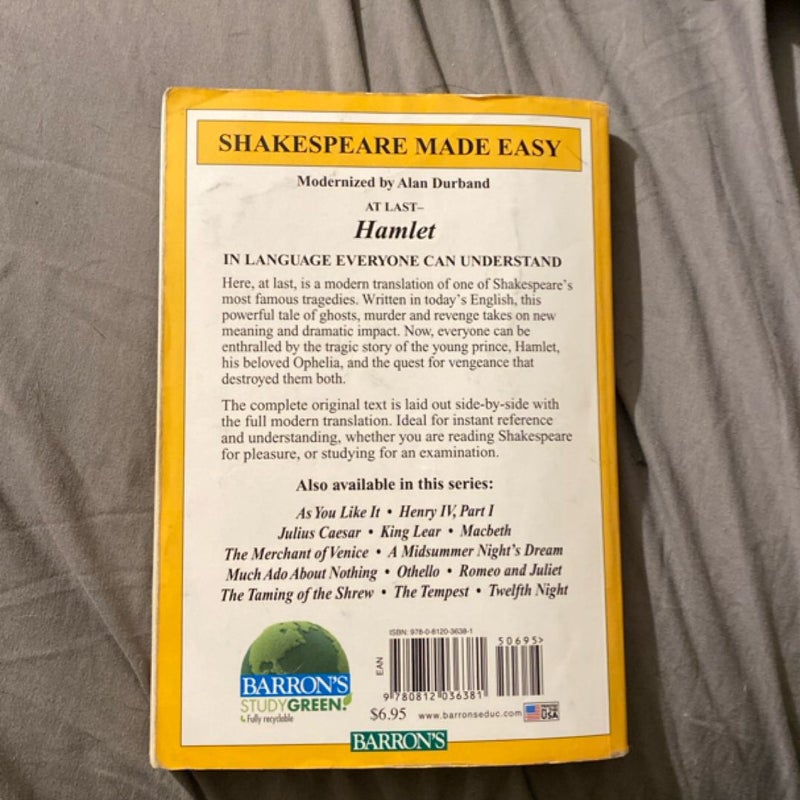 SHAKESPEARE MADE EASY
Modernized by Alan Durband
AT LAST–
Hamlet
IN LANGUAGE EVERYONE CAN UNDERSTAND
Here, at last, is a modern translation of one of Shakespeare's
most famous tragedies. Written in today's English, this
powerful tale of ghosts, murder and revenge takes on new
meaning and dramatic impact. Now, everyone can be
enthralled by the tragic story of the young prince, Hamlet,
his beloved Ophelia, and the quest for vengeance that
destroyed them both.
The complete original text is laid out side-by-side with
the full modern translation. Ideal for instant reference
and understanding, whether you are reading Shakespeare
for pleasure, or studying for an examination.
Also available in this series:
As You Like It • Henry IV, Part I
Julius Caesar • King Lear • Macbeth
The Merchant of Venice • A Midsummer Night's Dream
Much Ado About Nothing • Othello • Romeo and Juliet
The Taming of the Shrew • The Tempest • Twelfth Night
BARRON'S
STUDYGREEN!
Fully recyclable
ISBN: 978-0-8120-3638-1
50695>
EAN
9 780812 036381
$6.95 www.barronseduc.com
PRINTED IN THE USA
BARRON'S